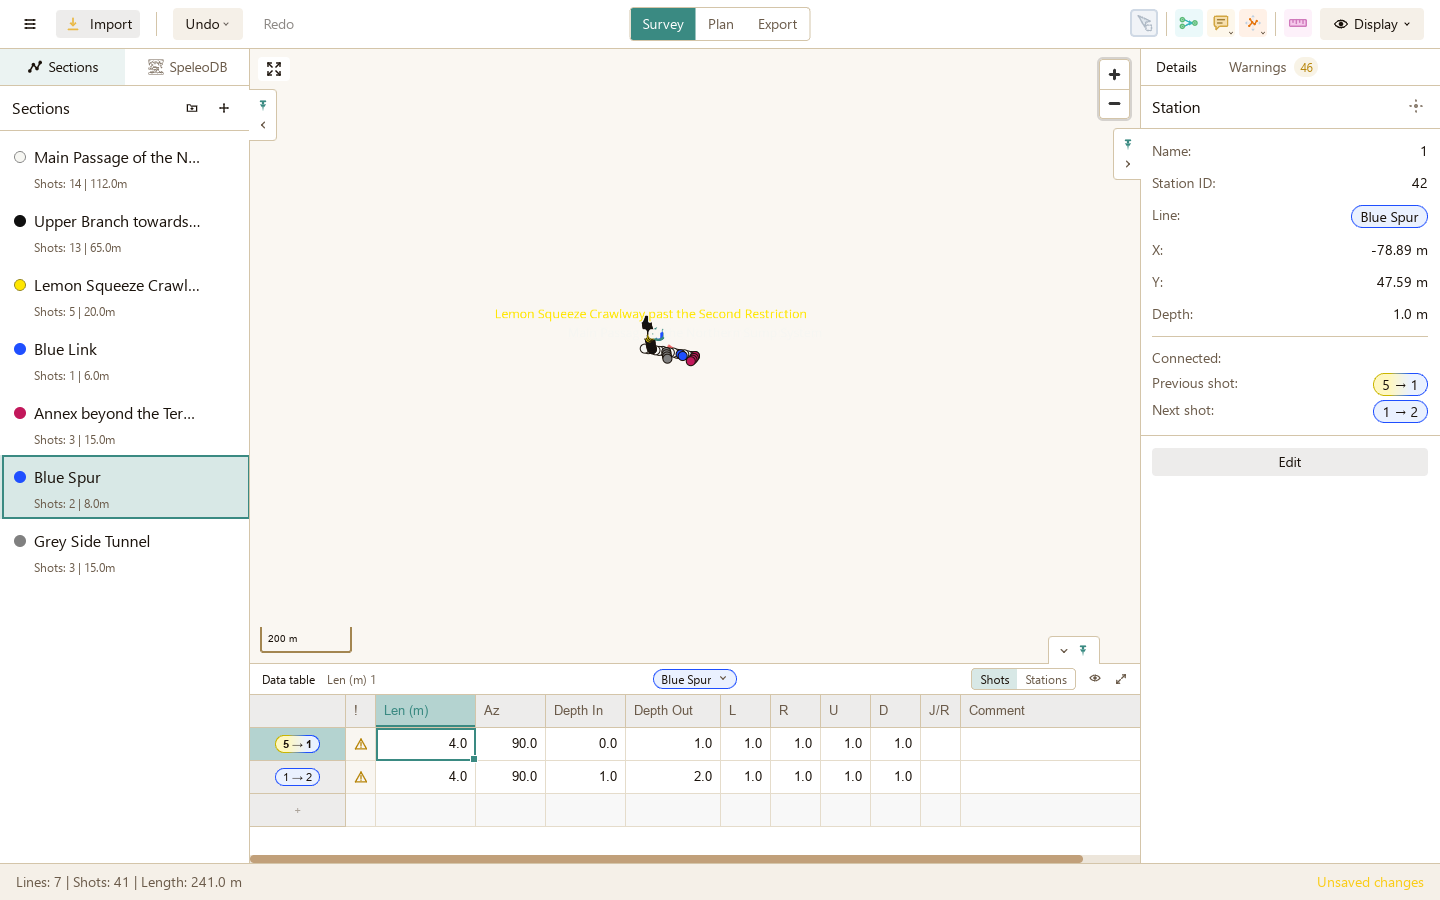 Import
Undo
Redo
Survey
Plan
Export
Display
Sections
SpeleoDB
Details
Warnings
46
Sections
Station
Main Passage of the N...
Shots: 14 | 112.0m
Upper Branch towards...
Shots: 13 | 65.0m
Lemon Squeeze Crawl...
Shots: 5 | 20.0m
Blue Link
Shots: 1 | 6.0m
Annex beyond the Ter...
Shots: 3 | 15.0m
Blue Spur
Shots: 2 | 8.0m
Grey Side Tunnel
Shots: 3 | 15.0m
Lemon Squeeze Crawlway past the Second Restriction
200 m
Name: 1
Station ID: 42
Line: Blue Spur
X: -78.89 m
Y: 47.59 m
Depth: 1.0 m
Connected:
Previous shot: 5 → 1
Next shot: 1 → 2
Edit
Data table Len (m) 1
Blue Spur
Shots Stations
! Len (m) Az Depth In Depth Out L R U D J/R Comment
5 → 1 4.0 90.0 0.0 1.0 1.0 1.0 1.0 1.0
1 → 2 4.0 90.0 1.0 2.0 1.0 1.0 1.0 1.0
+
Lines: 7 | Shots: 41 | Length: 241.0 m
Unsaved changes